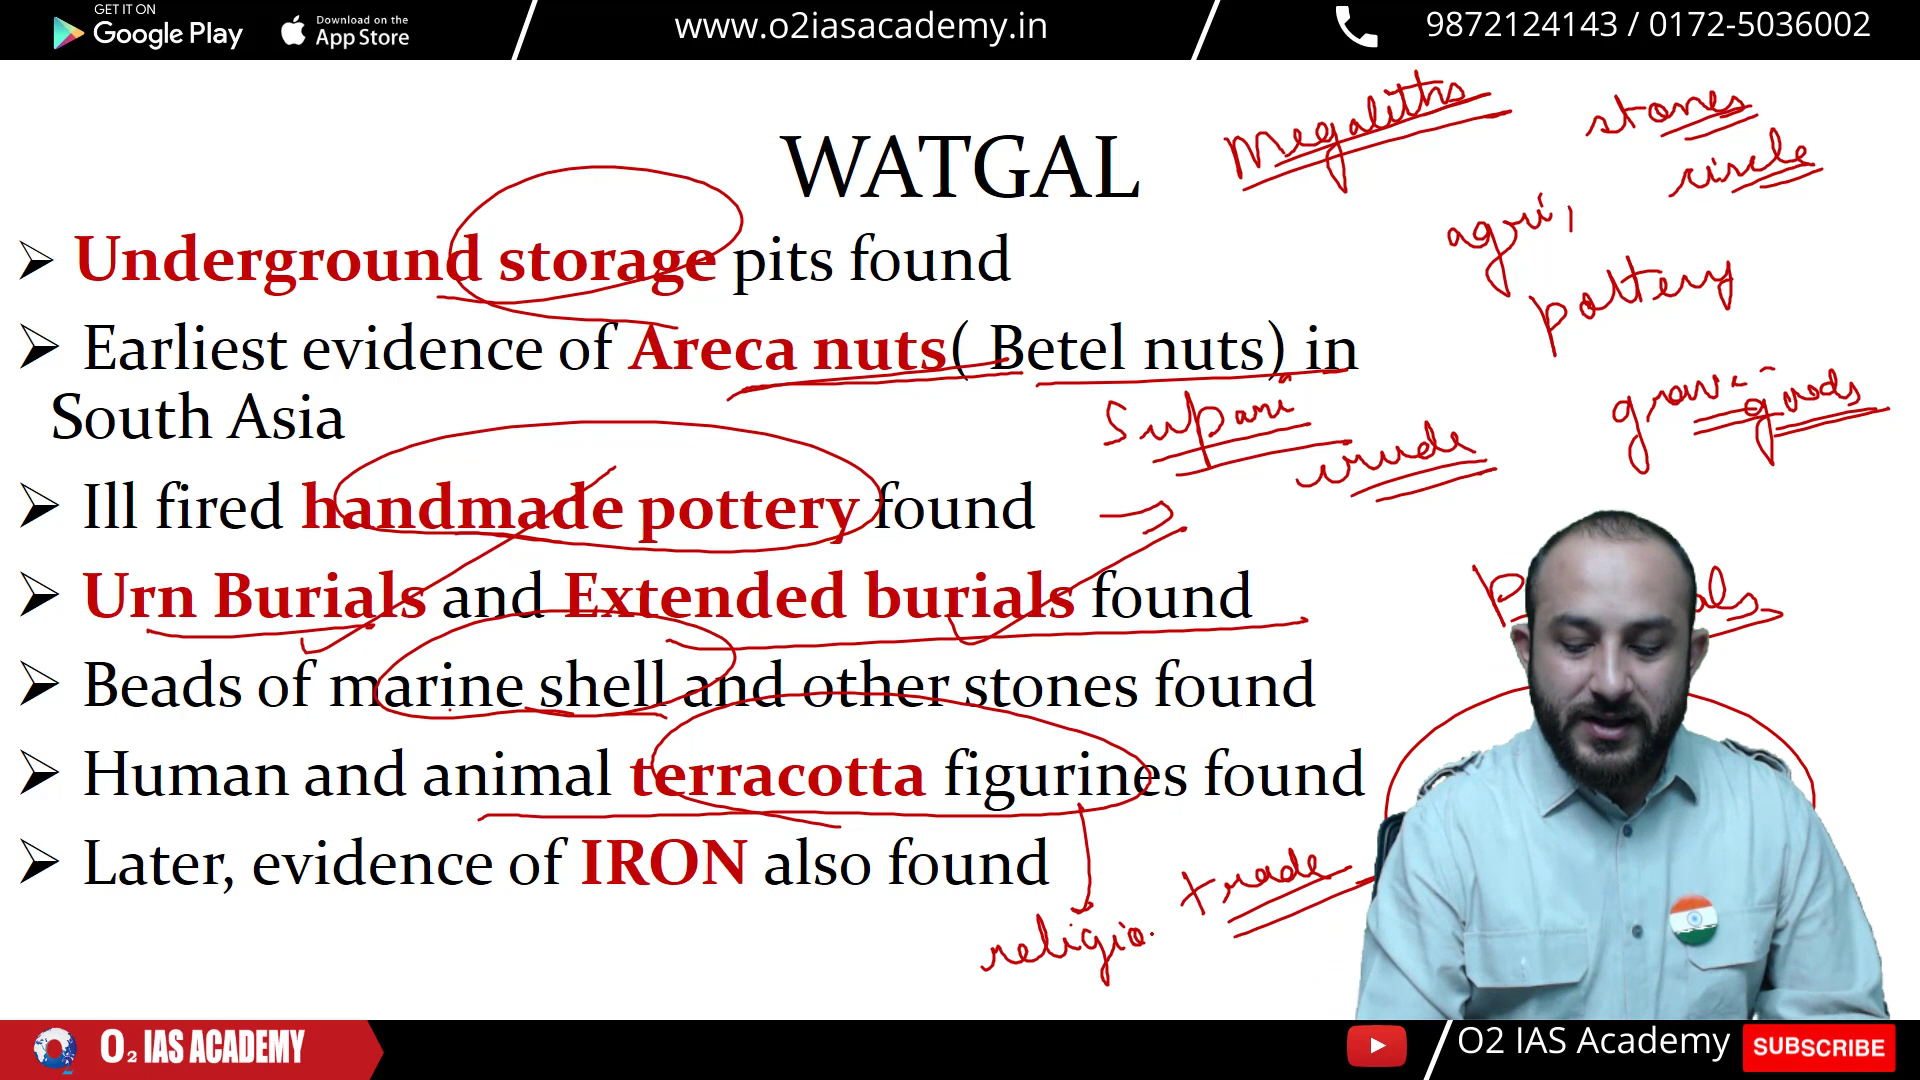 GET IT ON
Google Play
Download on the
App Store
www.o2iasacademy.in
9872124143 / 0172-5036002
WATGAL
Megaliths
stones
circle
agri,
pottery
➢ Underground storage pits found
➢ Earliest evidence of Areca nuts( Betel nuts) in
South Asia
Supari
crude
grave-goods
➢ Ill fired handmade pottery found
➢ Urn Burials and Extended burials found
➢ Beads of marine shell and other stones found
➢ Human and animal terracotta figurines found
➢ Later, evidence of IRON also found
trade
religio
O2 IAS ACADEMY
O2 IAS Academy
SUBSCRIBE